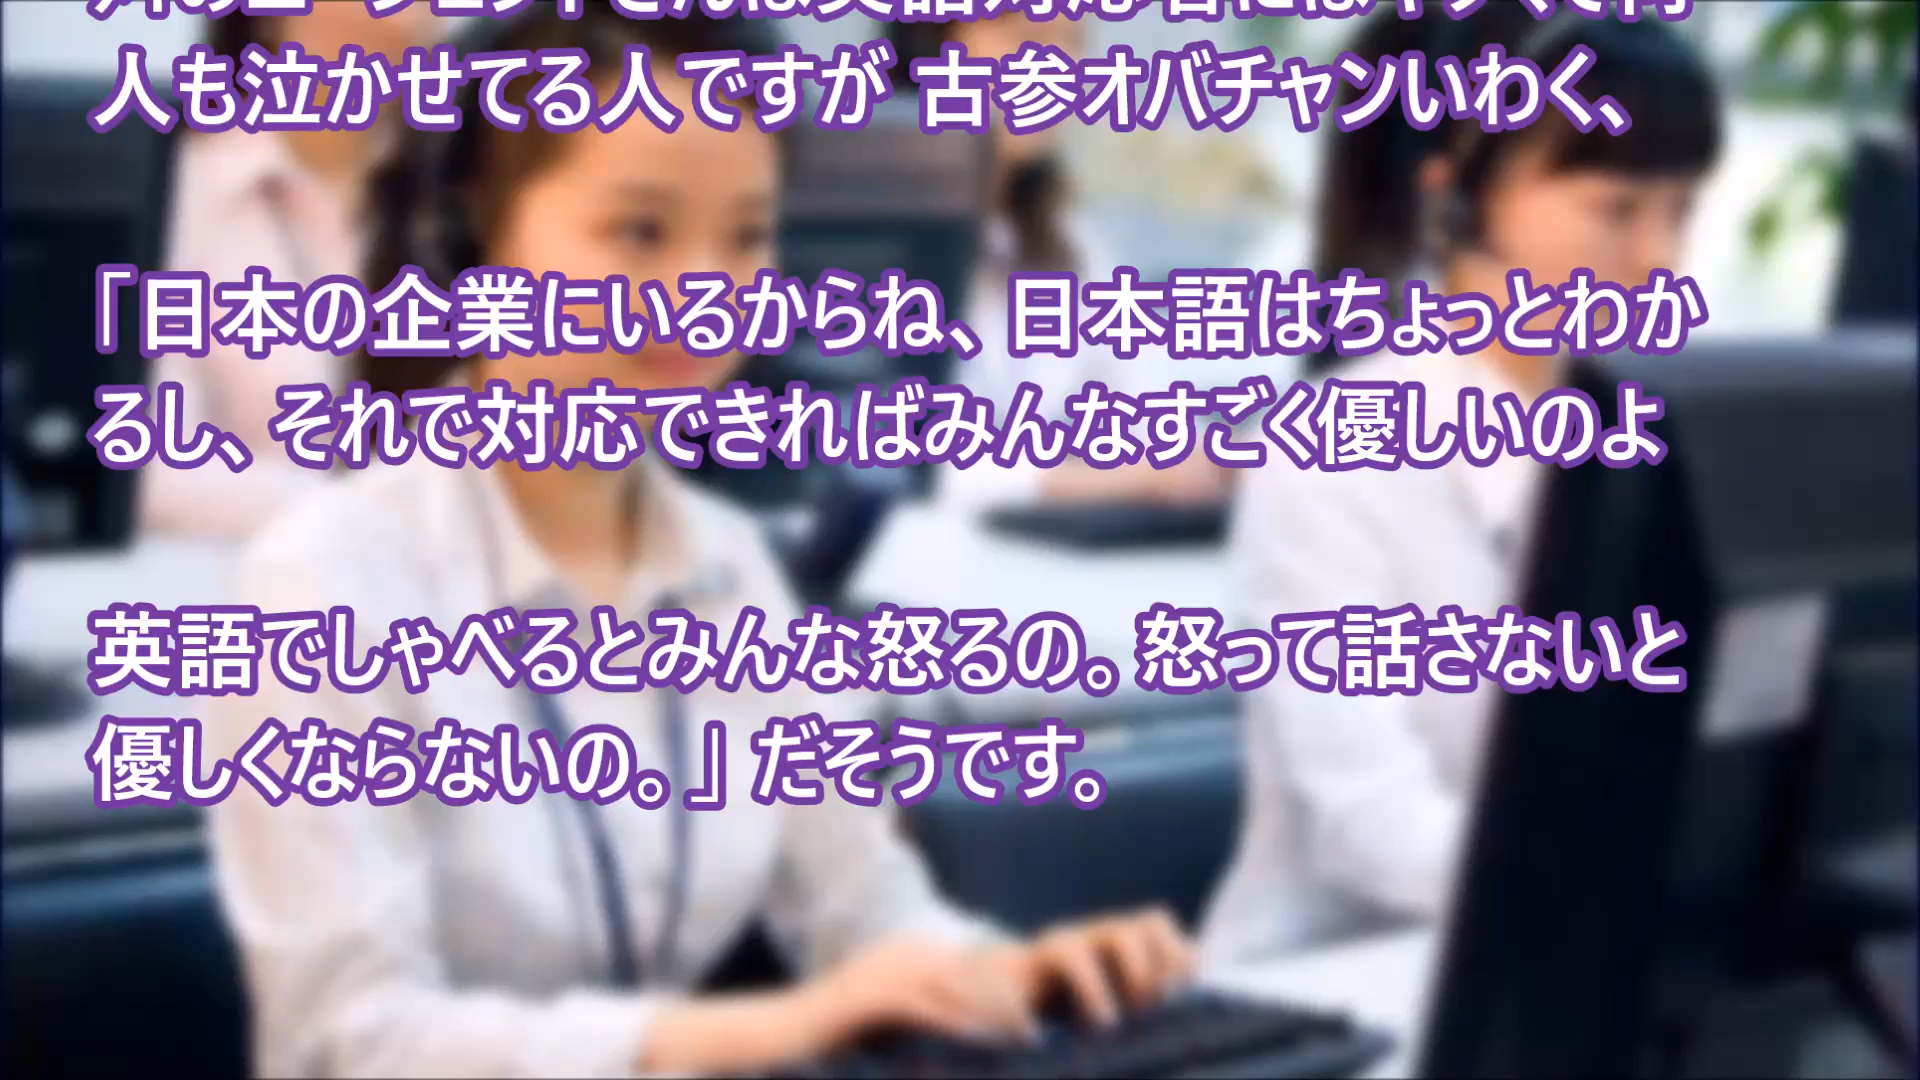 人も泣かせてる人ですが 古参オバチャンいわく、
「日本の企業にいるからね、日本語はちょっとわか
るし、それで対応できればみんなすごく優しいのよ
英語でしゃべるとみんな怒るの。怒って話さないと
優しくならないの。」だそうです。